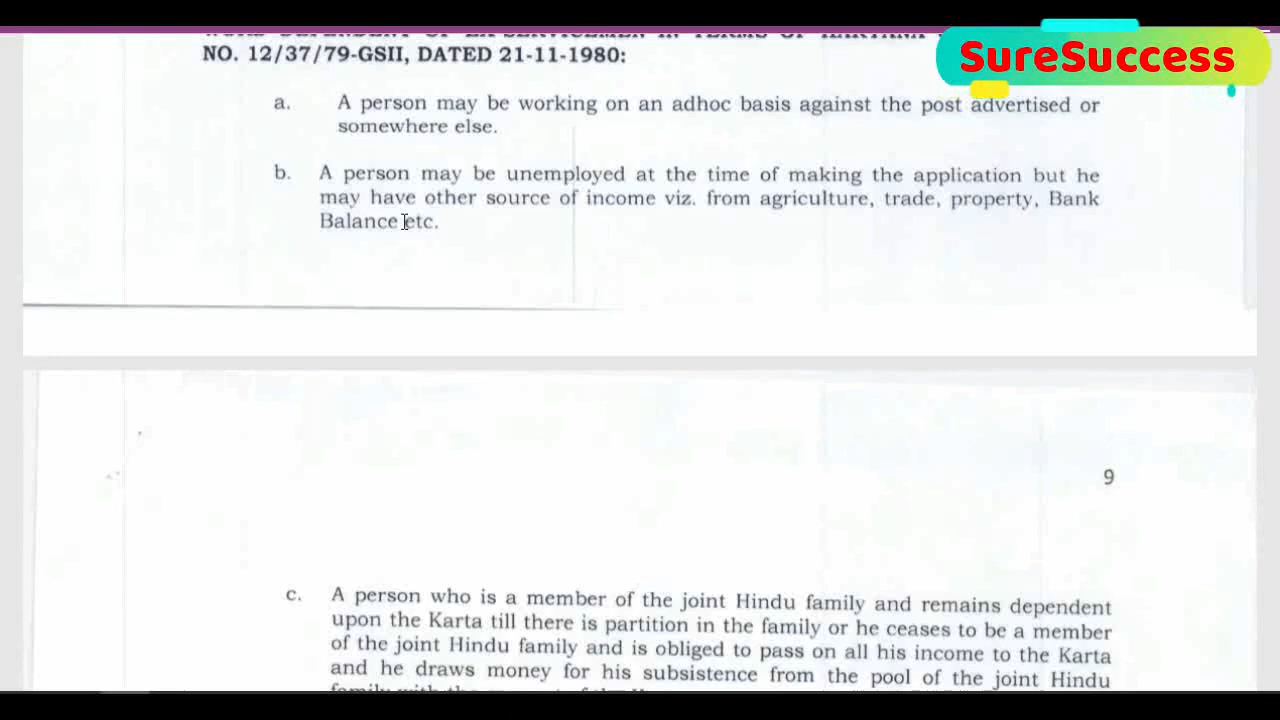 NO. 12/37/79-GSII, DATED 21-11-1980:
SureSuccess
a. A person may be working on an adhoc basis against the post advertised or
somewhere else.
b. A person may be unemployed at the time of making the application but he
may have other source of income viz. from agriculture, trade, property, Bank
Balance etc.
9
c. A person who is a member of the joint Hindu family and remains dependent
upon the Karta till there is partition in the family or he ceases to be a member
of the joint Hindu family and is obliged to pass on all his income to the Karta
and he draws money for his subsistence from the pool of the joint Hindu